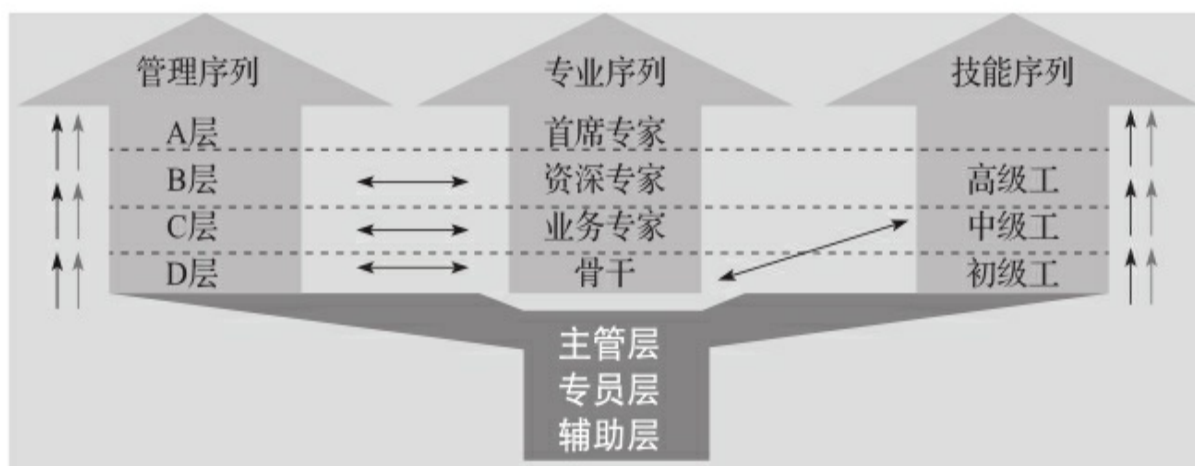 管理序列 专业序列 技能序列
A层 首席专家
B层 资深专家 高级工
C层 业务专家 中级工
D层 骨干 初级工
主管层
专员层
辅助层